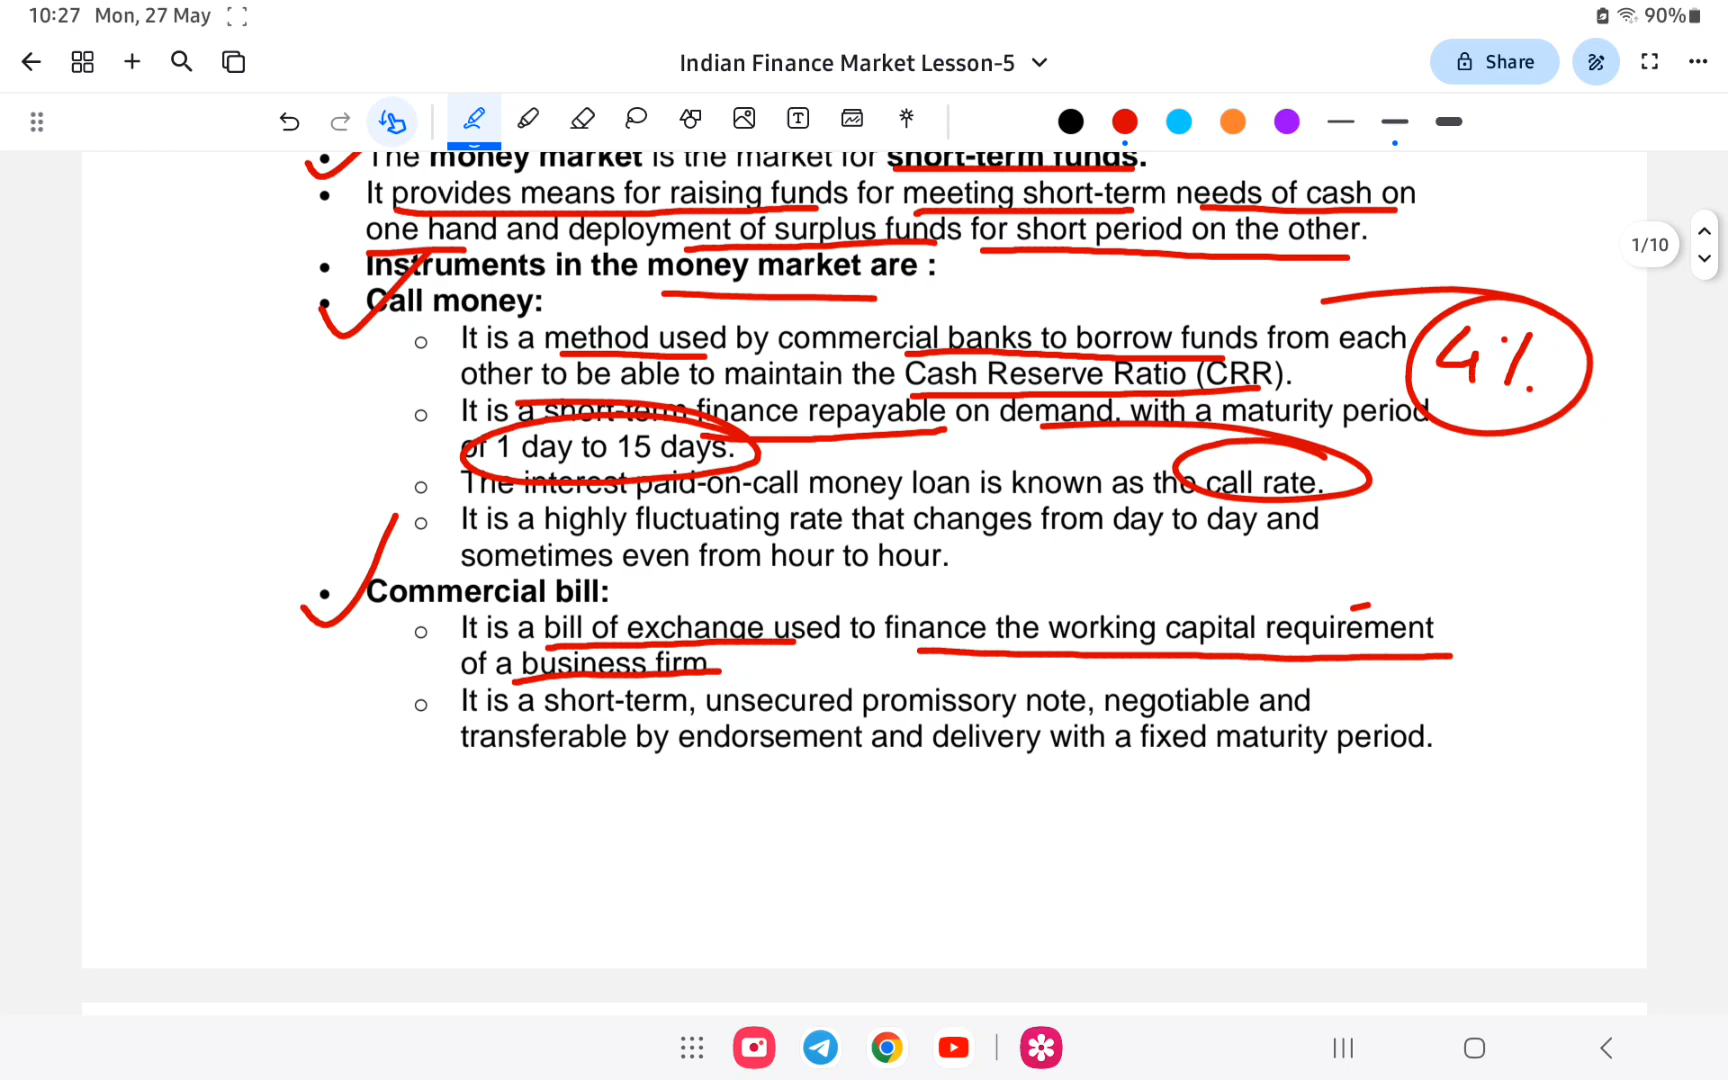 10:27 Mon, 27 May 90%
Indian Finance Market Lesson-5
Share
• The money market is the market for short-term funds.
• It provides means for raising funds for meeting short-term needs of cash on
one hand and deployment of surplus funds for short period on the other.
1/10
• Instruments in the money market are :
• Call money:
o It is a method used by commercial banks to borrow funds from each
4%
other to be able to maintain the Cash Reserve Ratio (CRR).
o It is a short-term finance repayable on demand, with a maturity period
of 1 day to 15 days.
o The interest paid-on-call money loan is known as the call rate.
o It is a highly fluctuating rate that changes from day to day and
sometimes even from hour to hour.
• Commercial bill:
o It is a bill of exchange used to finance the working capital requirement
of a business firm
o It is a short-term, unsecured promissory note, negotiable and
transferable by endorsement and delivery with a fixed maturity period.